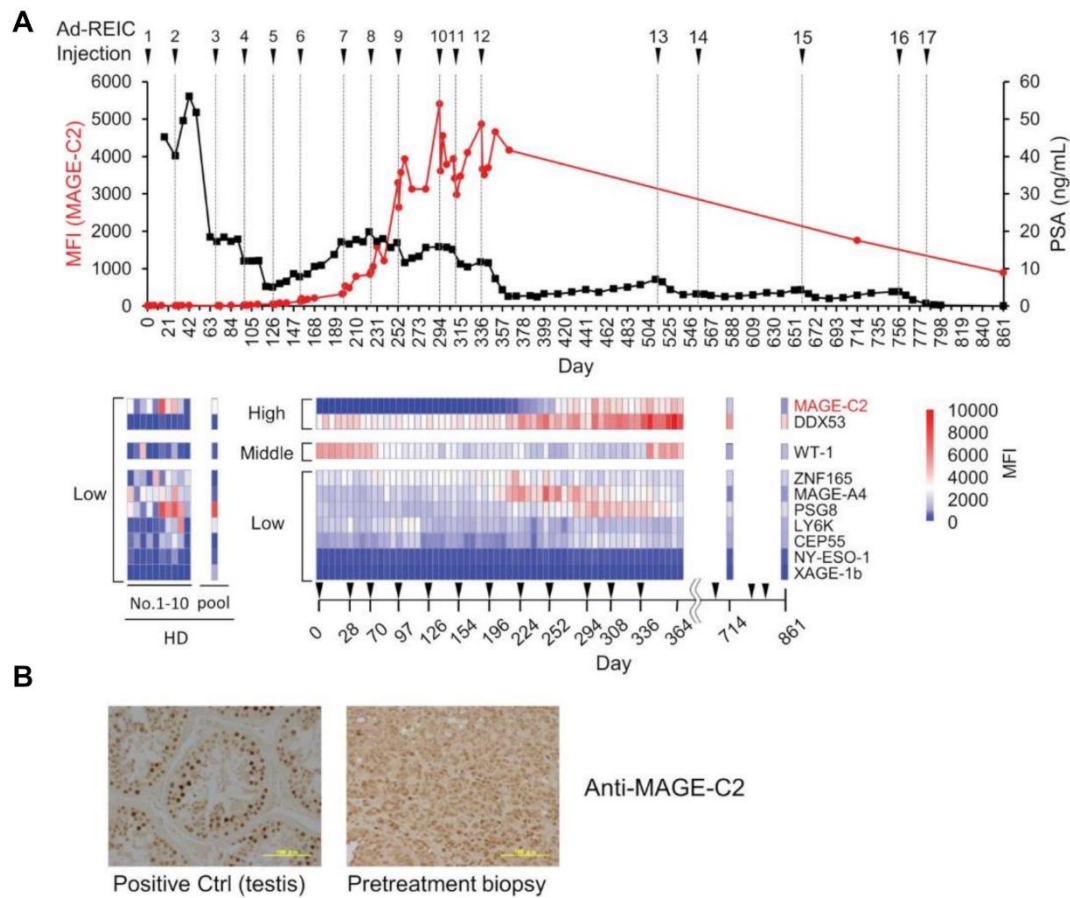 A
Ad-REIC
Injection
1 2 3 4 5 6 7 8 9 10 11 12 13 14 15 16 17
6000
5000
4000
3000
2000
1000
0
MFI (MAGE-C2)
60
50
40
30
20
10
0
PSA (ng/mL)
0 21 42 63 84 105 126 147 168 189 210 231 252 273 294 315 336 357 378 399 420 441 462 483 504 525 546 567 588 609 630 651 672 693 714 735 756 777 798 819 840 861
Day
Low
No.1-10 pool
HD
High
Middle
Low
MAGE-C2
DDX53
WT-1
ZNF165
MAGE-A4
PSG8
LY6K
CEP55
NY-ESO-1
XAGE-1b
10000
8000
6000
4000
2000
0
MFI
0 28 70 97 126 154 196 224 252 294 308 336 364 714 861
Day
B
Positive Ctrl (testis)
Pretreatment biopsy
Anti-MAGE-C2